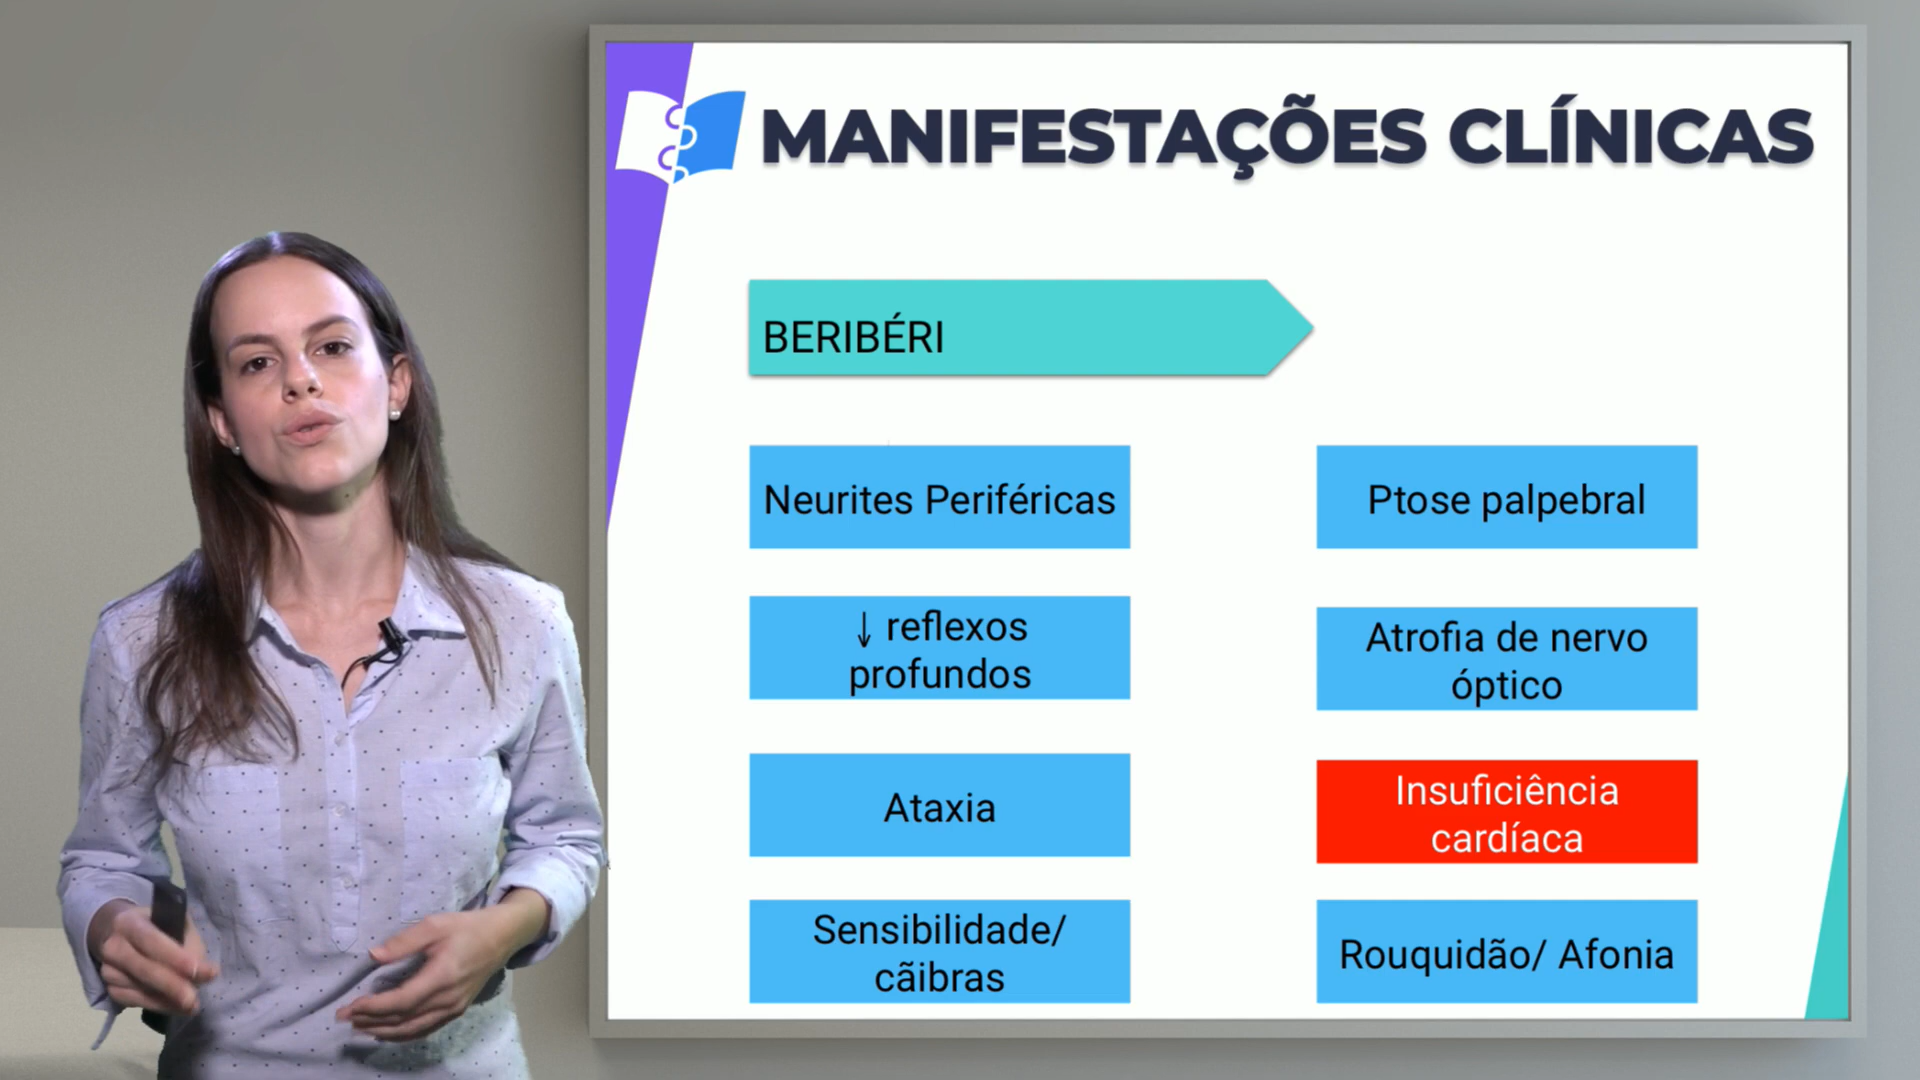 MANIFESTAÇÕES CLÍNICAS
BERIBÉRI
Neurites Periféricas
↓ reflexos
profundos
Ataxia
Sensibilidade/
cãibras
Ptose palpebral
Atrofia de nervo
óptico
Insuficiência
cardíaca
Rouquidão/ Afonia